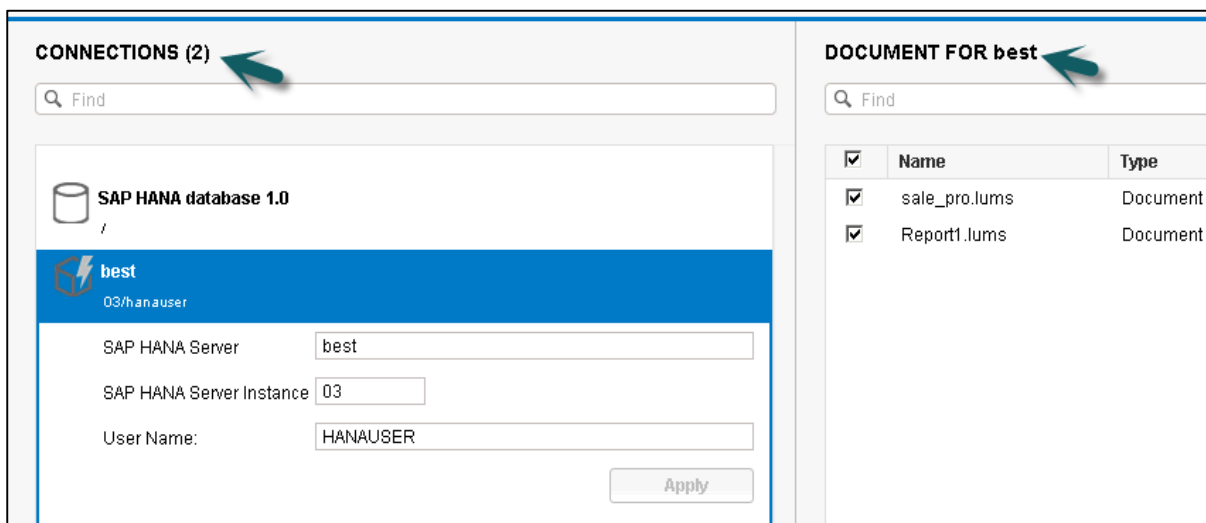 CONNECTIONS (2)
Find
SAP HANA database 1.0
/
best
03/hanauser
SAP HANA Server best
SAP HANA Server Instance 03
User Name: HANAUSER
Apply
DOCUMENT FOR best
Find
Name Type
sale_pro.lums Document
Report1.lums Document